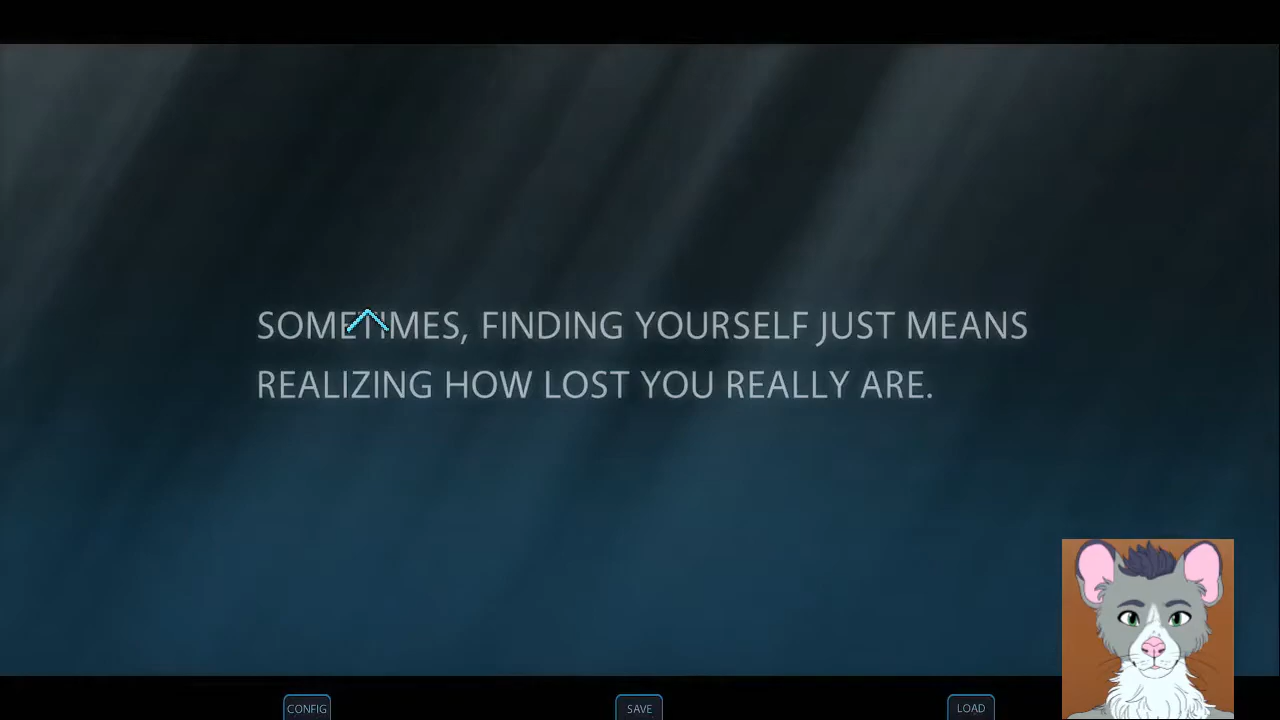 SOMETIMES, FINDING YOURSELF JUST MEANS
REALIZING HOW LOST YOU REALLY ARE.
CONFIG
SAVE
LOAD